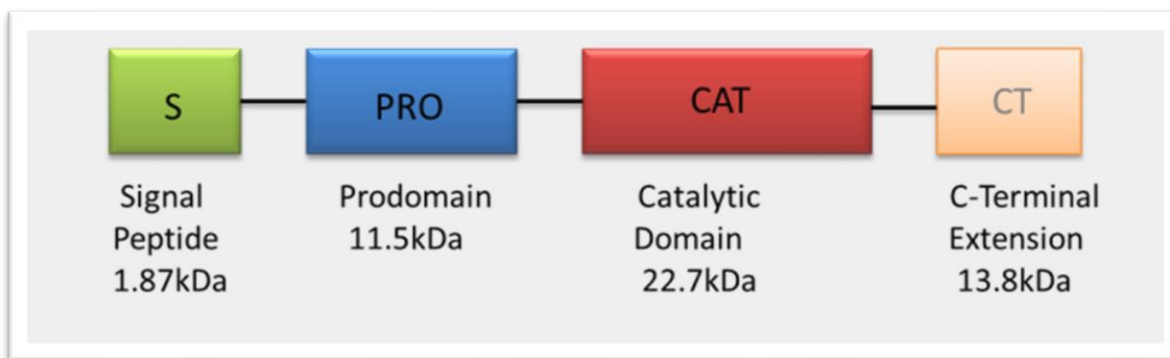 S
PRO
CAT
CT
Signal
Peptide
1.87kDa
Prodomain
11.5kDa
Catalytic
Domain
22.7kDa
C-Terminal
Extension
13.8kDa